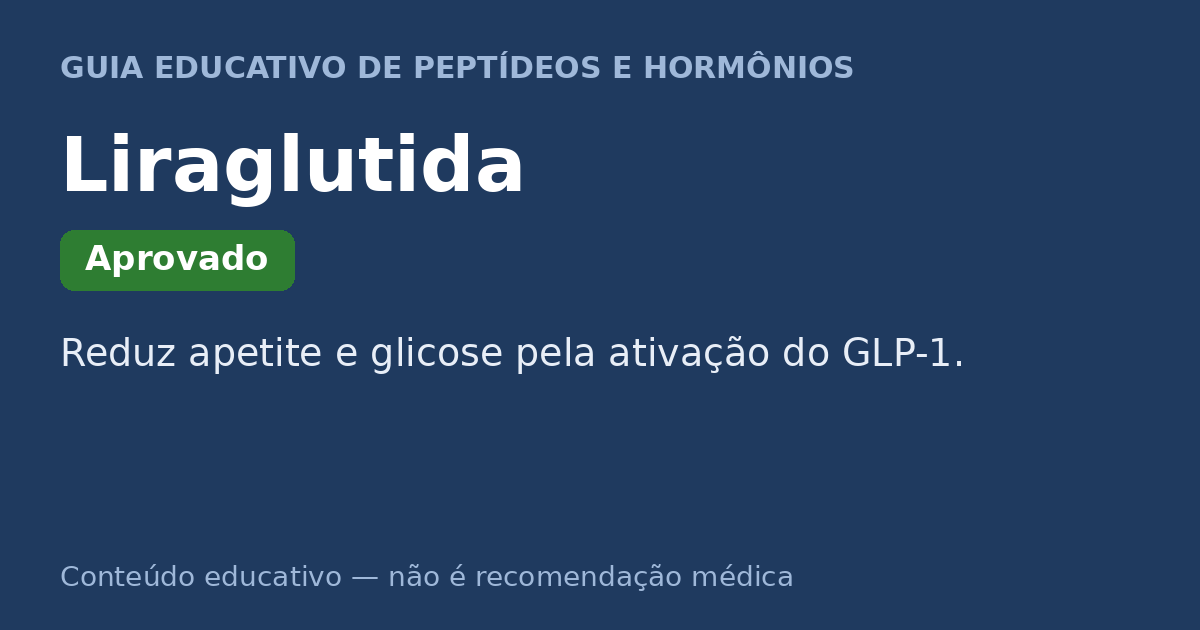 GUIA EDUCATIVO DE PEPTÍDEOS E HORMÔNIOS
Liraglutida
Aprovado
Reduz apetite e glicose pela ativação do GLP-1.
Conteúdo educativo — não é recomendação médica